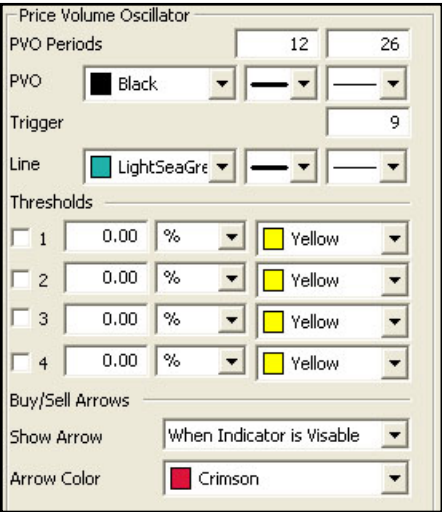 Price Volume Oscillator
PVO Periods 12 26
PVO Black
Trigger 9
Line LightSeaGre
Thresholds
1 0.00 % Yellow
2 0.00 % Yellow
3 0.00 % Yellow
4 0.00 % Yellow
Buy/Sell Arrows
Show Arrow When Indicator is Visable
Arrow Color Crimson